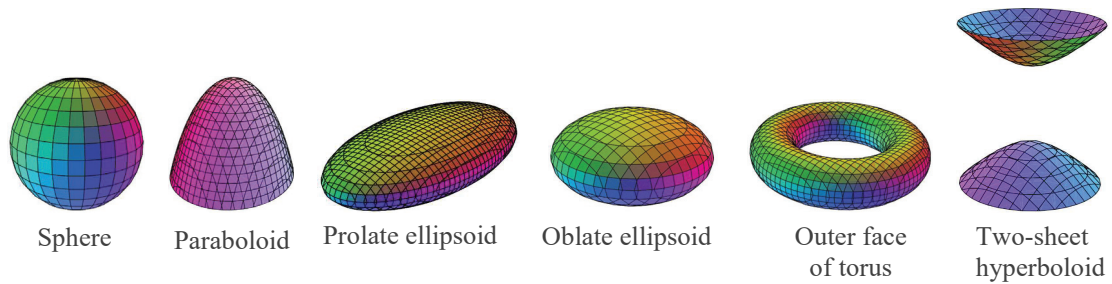 Sphere
Paraboloid
Prolate ellipsoid
Oblate ellipsoid
Outer face
of torus
Two-sheet
hyperboloid